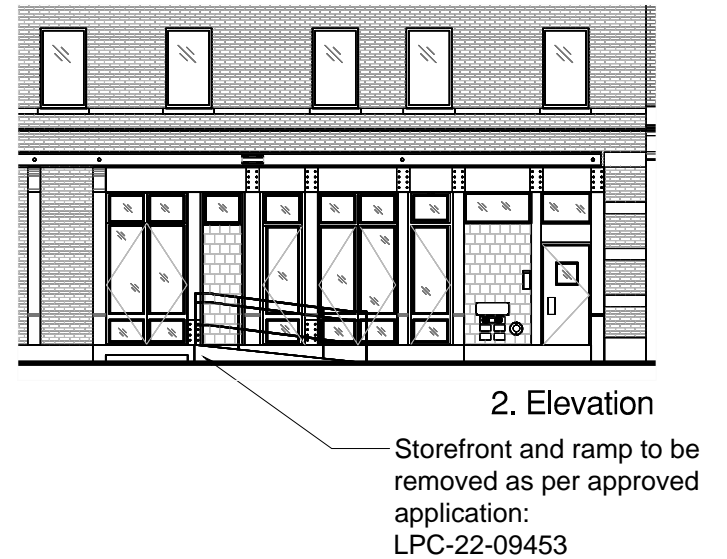 2. Elevation
Storefront and ramp to be
removed as per approved
application:
LPC-22-09453